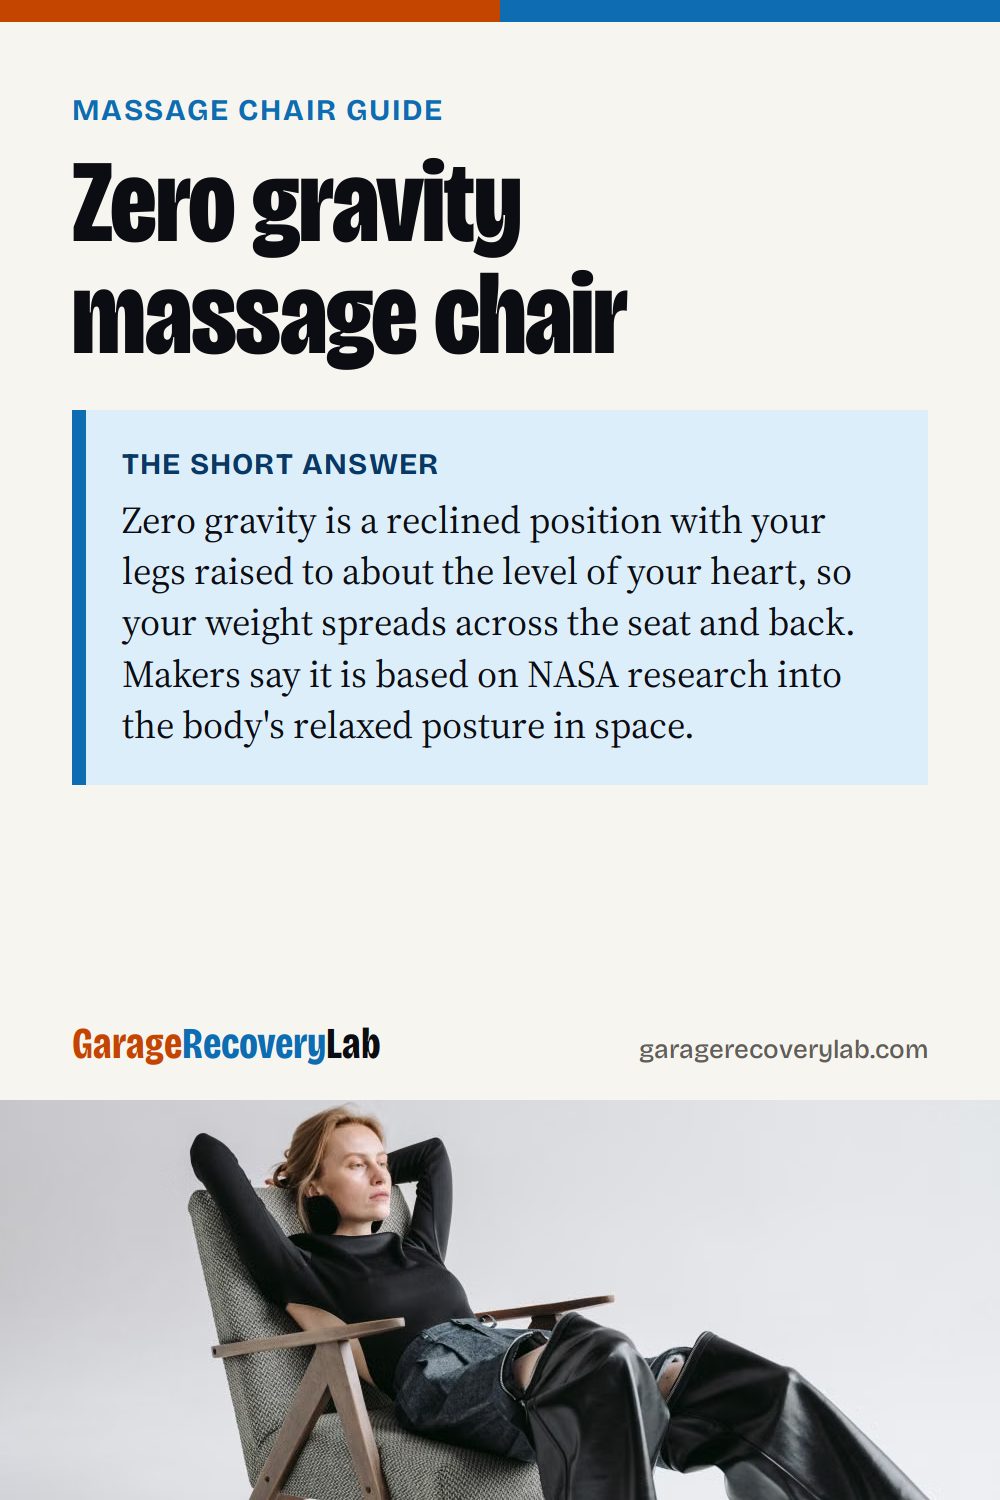 MASSAGE CHAIR GUIDE
Zero gravity
massage chair
THE SHORT ANSWER
Zero gravity is a reclined position with your
legs raised to about the level of your heart, so
your weight spreads across the seat and back.
Makers say it is based on NASA research into
the body's relaxed posture in space.
GarageRecoveryLab
garagerecoverylab.com